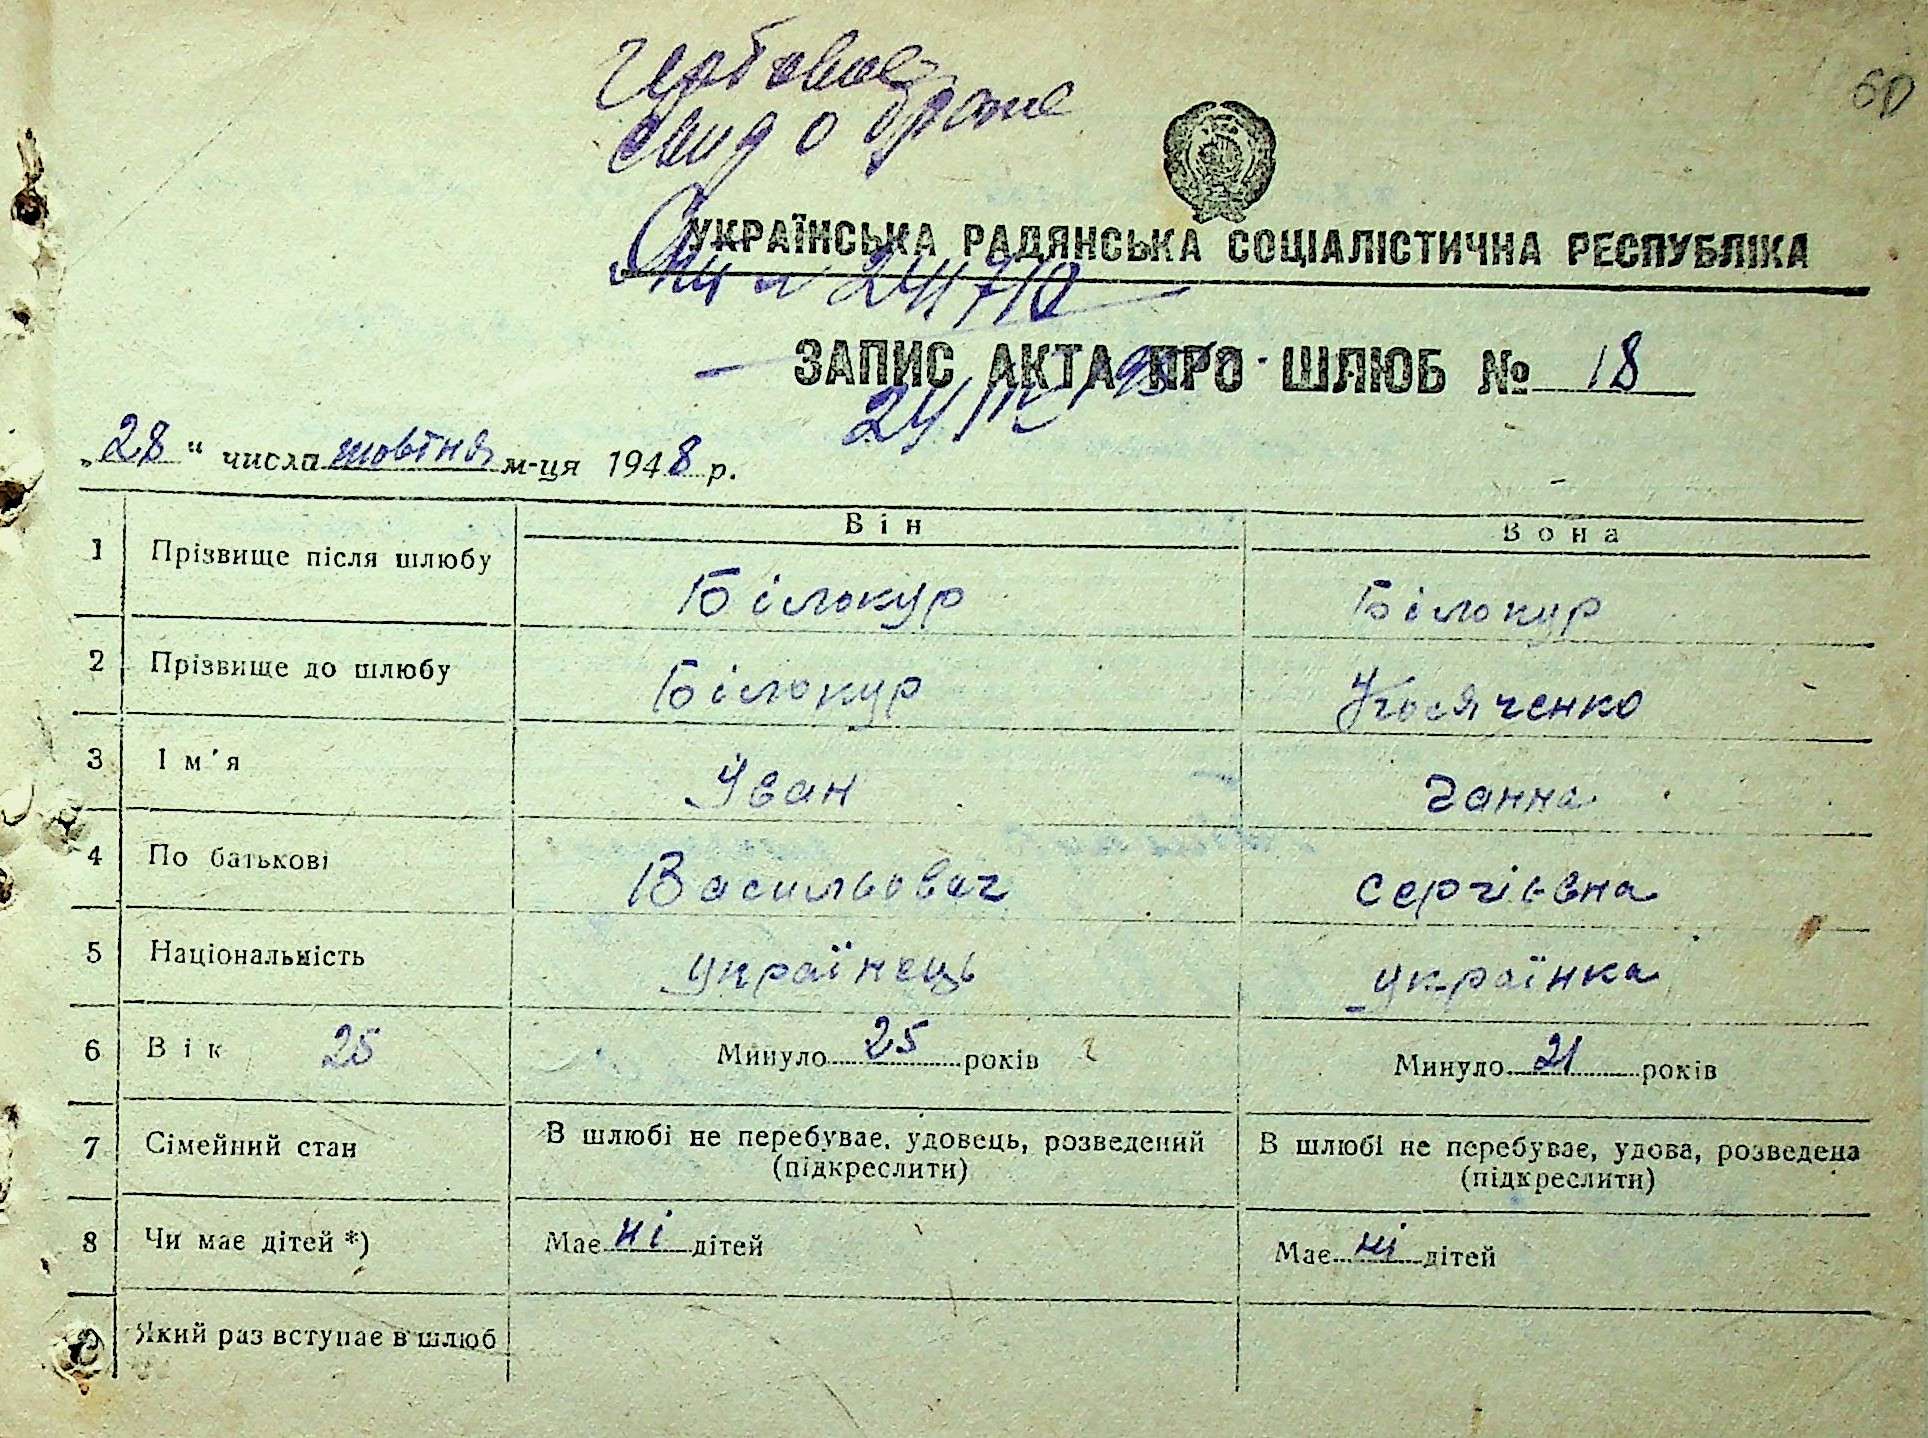 Гербовое
свид о браке
60
УКРАЇНСЬКА РАДЯНСЬКА СОЦІАЛІСТИЧНА РЕСПУБЛІКА
241710
ЗАПИС АКТА ПРО ШЛЮБ № 18
„28“ числа жовтня м-ця 1948 р.
Він Вона
1 Прізвище після шлюбу Білокур Білокур
2 Прізвище до шлюбу Білокур Косяченко
3 Ім'я Іван Ганна
4 По батькові Васильович Сергіївна
5 Національність українець українка
6 Вік 25 Минуло 25 років Минуло 21 років
7 Сімейний стан В шлюбі не перебуває, удовець, розведений (підкреслити) В шлюбі не перебуває, удова, розведена (підкреслити)
8 Чи має дітей *) Має ні дітей Має ні дітей
Який раз вступає в шлюб